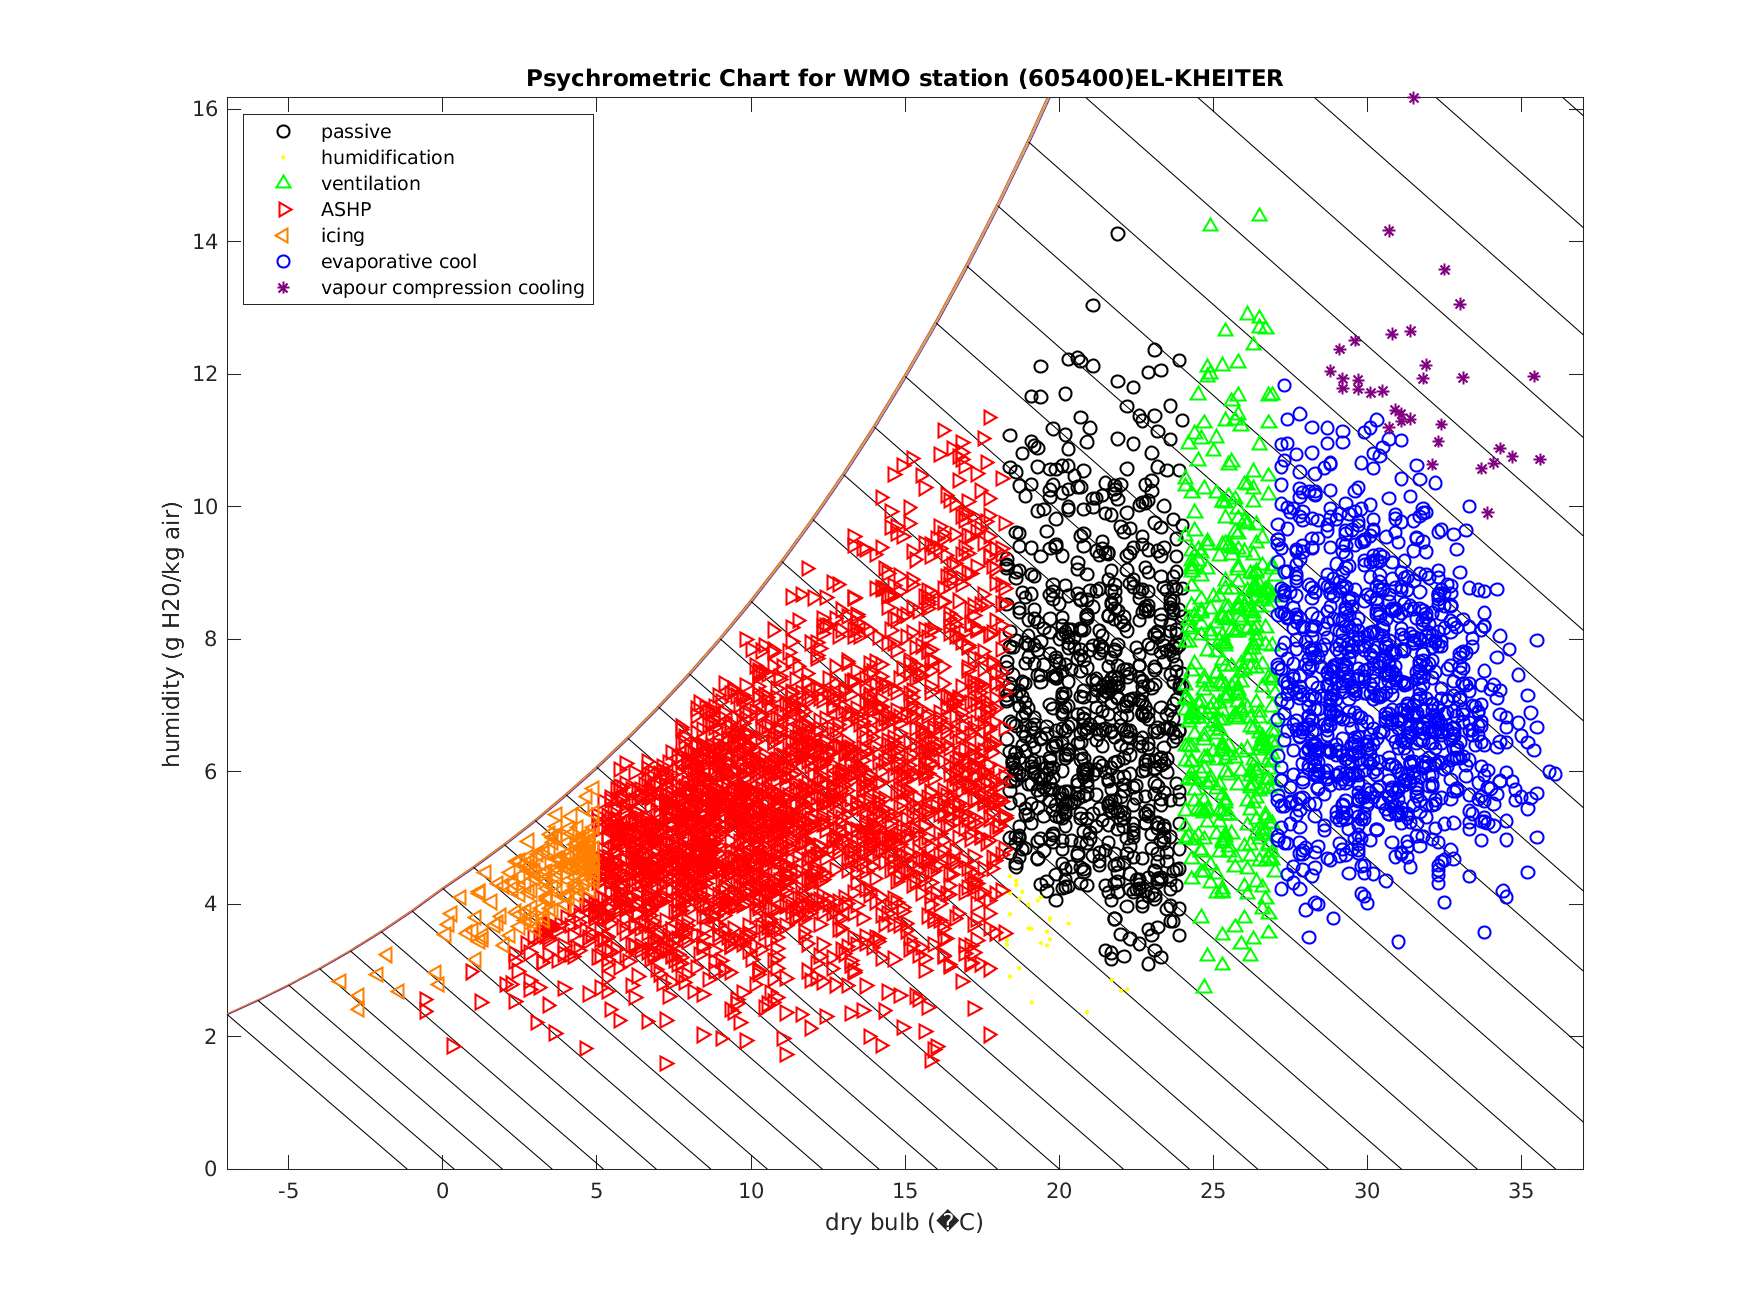 Psychrometric Chart for WMO station (605400)EL-KHEITER
passive
humidification
ventilation
ASHP
icing
evaporative cool
vapour compression cooling
humidity (g H20/kg air)
16
14
12
10
8
6
4
2
0
-5 0 5 10 15 20 25 30 35
dry bulb (�C)